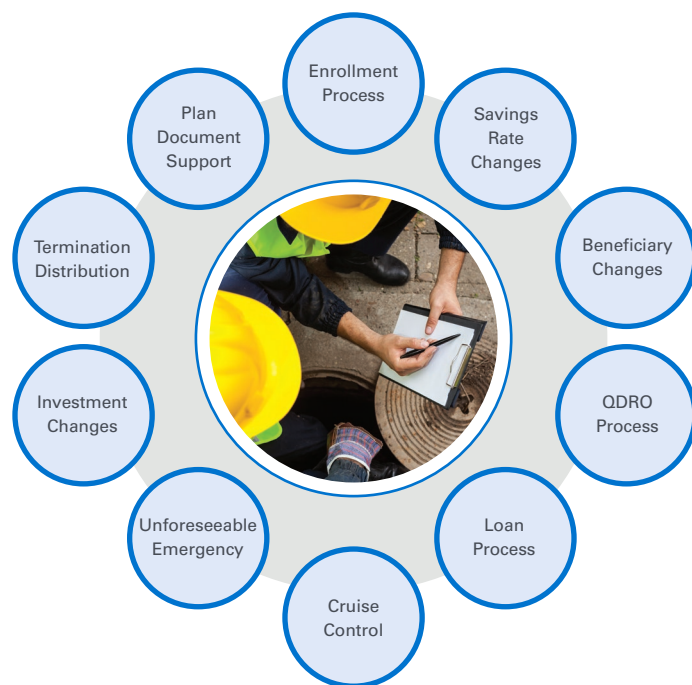 Enrollment
Process
Savings
Rate
Changes
Beneficiary
Changes
QDRO
Process
Loan
Process
Cruise
Control
Unforeseeable
Emergency
Investment
Changes
Termination
Distribution
Plan
Document
Support